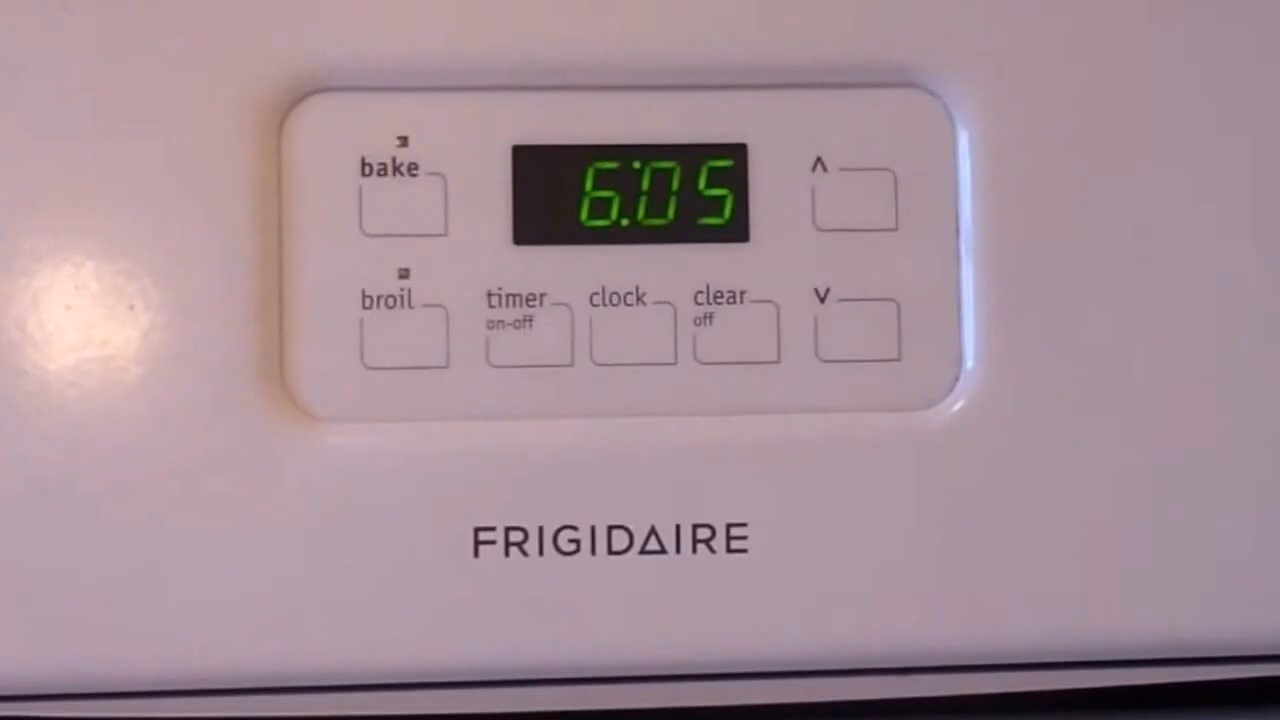 bake
6:05
^
broil
timer
on-off
clock
clear
off
v
FRIGIDAIRE